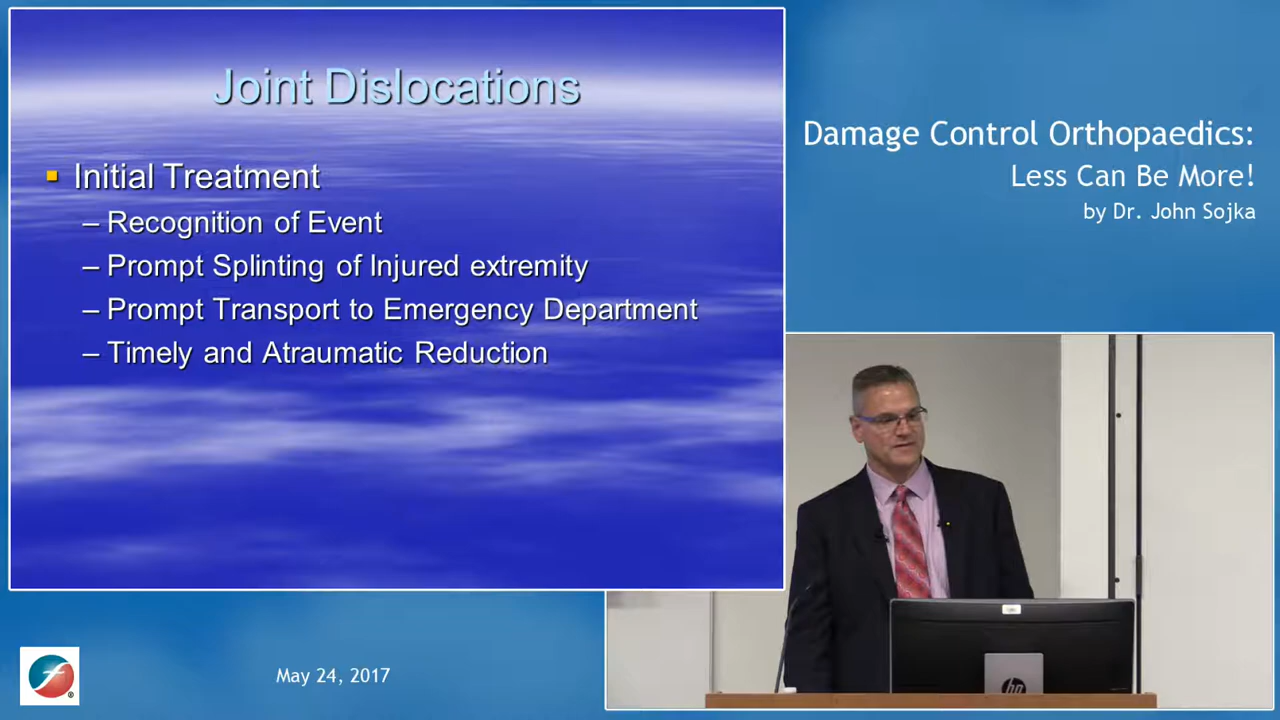 Joint Dislocations
Initial Treatment
– Recognition of Event
– Prompt Splinting of Injured extremity
– Prompt Transport to Emergency Department
– Timely and Atraumatic Reduction
Damage Control Orthopaedics:
Less Can Be More!
by Dr. John Sojka
hp
May 24, 2017
®